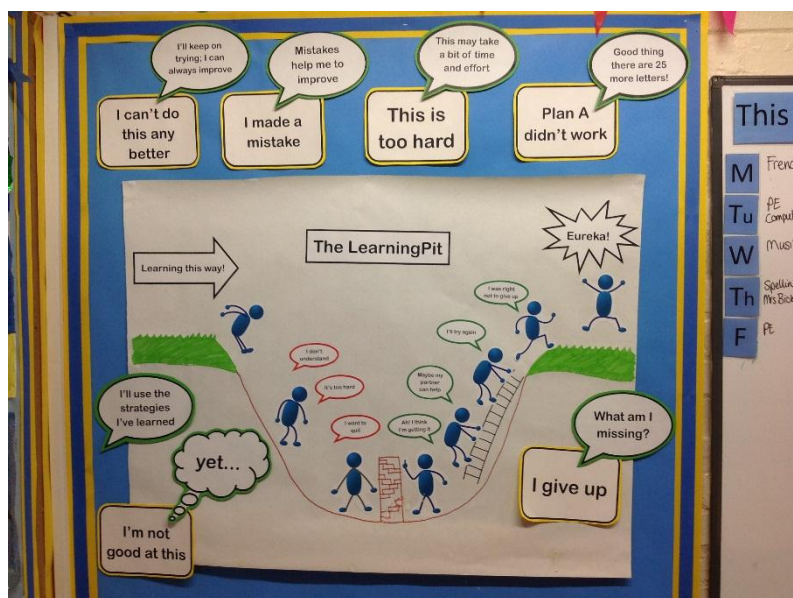 I'll keep on
trying; I can
always improve
I can't do
this any
better
Mistakes
help me to
improve
I made a
mistake
This may take
a bit of time
and effort
This is
too hard
Good thing
there are 25
more letters!
Plan A
didn't work
The LearningPit
Learning this way!
Eureka!
I was right
not to give up
I'll try again
I don't
understand
It's too hard
Maybe my
partner
can help
I want to
quit
Ah! I think
I'm getting it
I'll use the
strategies
I've learned
yet...
I'm not
good at this
What am I
missing?
I give up
This
M
Tu
PE
W
Th
F
PE